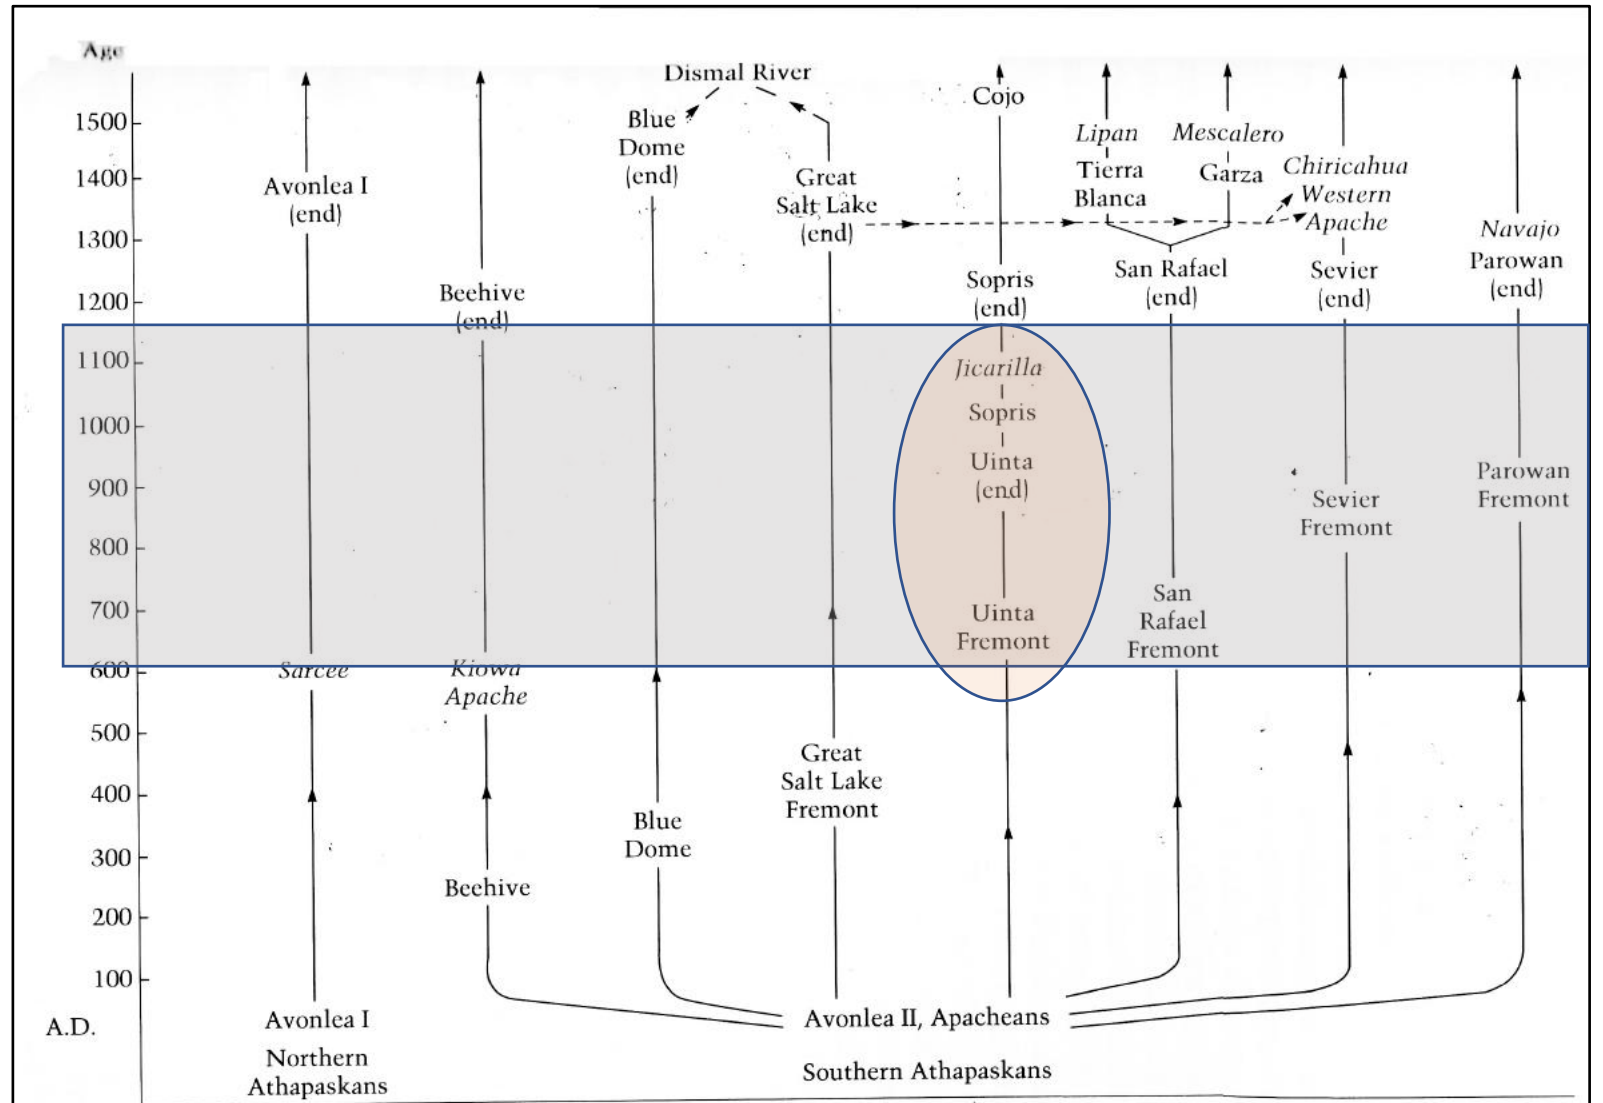 Age
1500
1400
1300
1200
1100
1000
900
800
700
600
500
400
300
200
100
A.D.
Avonlea I
(end)
Sarcee
Avonlea I
Northern
Athapaskans
Beehive
(end)
Kiowa
Apache
Beehive
Dismal River
Blue
Dome
(end)
Blue
Dome
Great
Salt Lake
(end)
Great
Salt Lake
Fremont
Cojo
Sopris
(end)
Jicarilla
Sopris
Uinta
(end)
Uinta
Fremont
Lipan
Tierra
Blanca
Mescalero
Garza
San Rafael
(end)
San
Rafael
Fremont
Chiricahua
Western
Apache
Sevier
(end)
Sevier
Fremont
Navajo
Parowan
(end)
Parowan
Fremont
Avonlea II, Apacheans
Southern Athapaskans